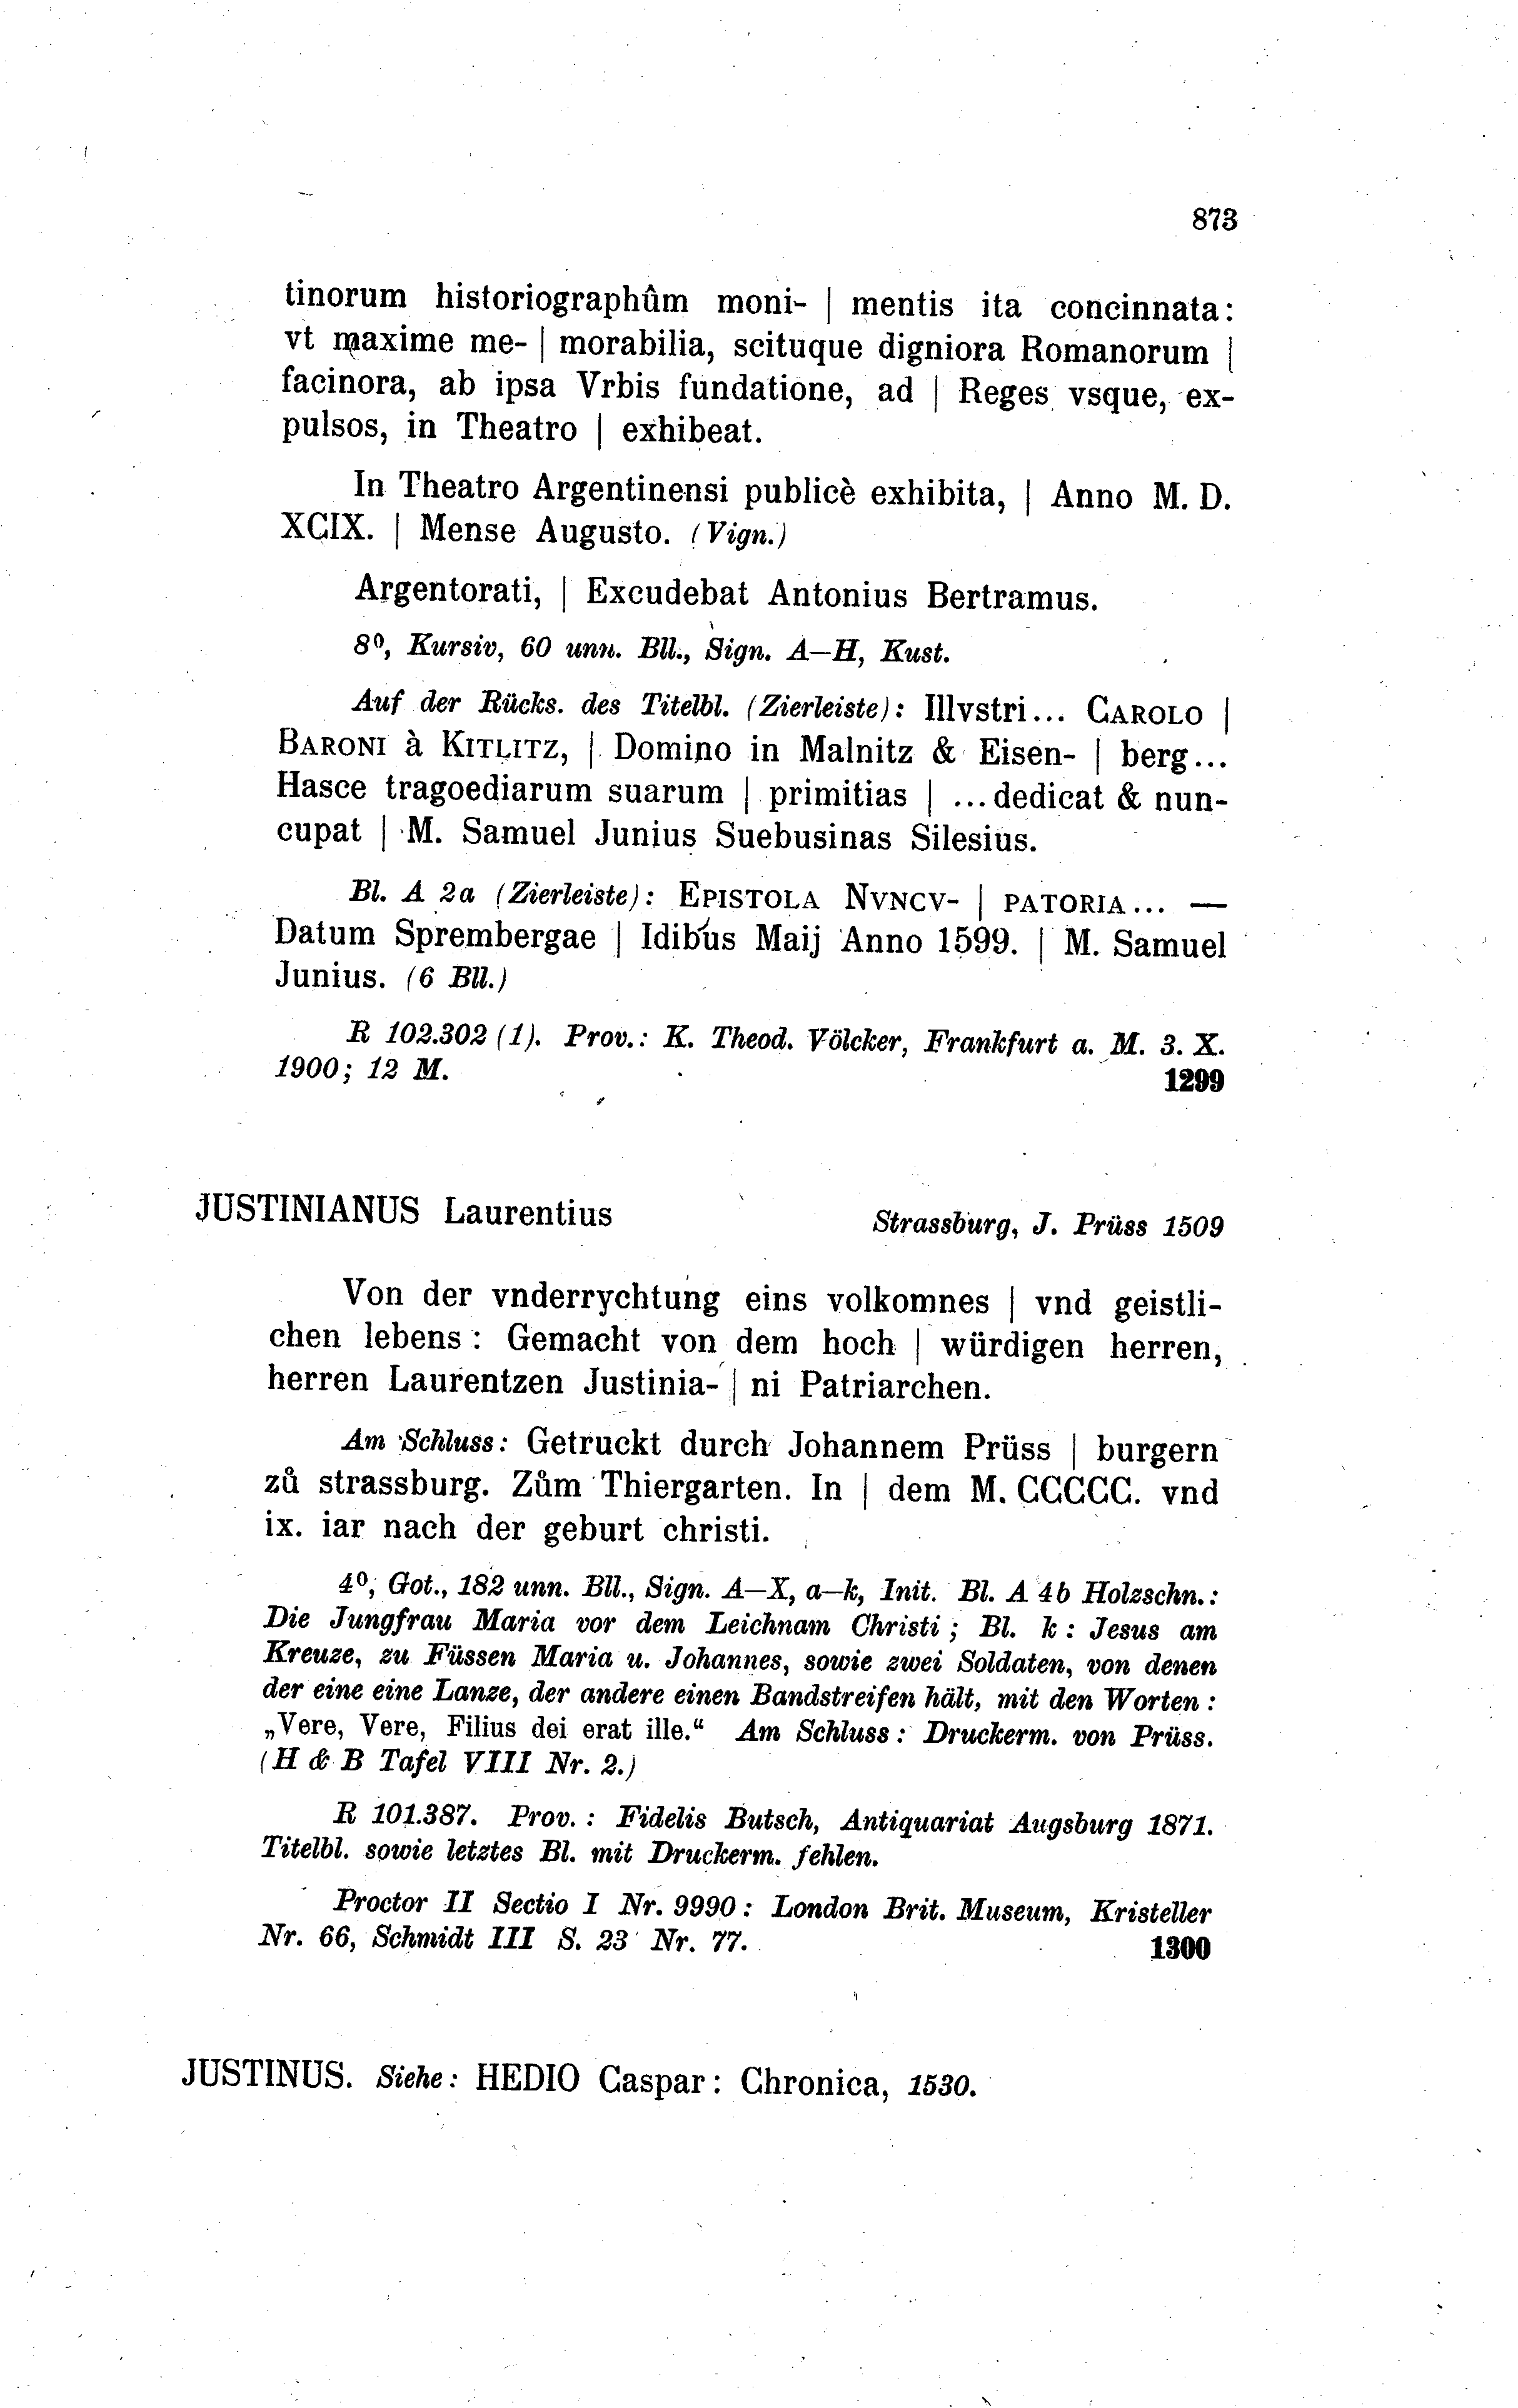 873
tinorum historiographûm moni- | mentis ita concinnata:
vt maxime me- | morabilia, scituque digniora Romanorum |
facinora, ab ipsa Vrbis fundatione, ad | Reges vsque, ex-
pulsos, in Theatro | exhibeat.
In Theatro Argentinensi publicè exhibita, | Anno M. D.
XCIX. | Mense Augusto. (Vign.)
Argentorati, | Excudebat Antonius Bertramus.
8⁰, Kursiv, 60 unn. Bll., Sign. A—H, Kust.
Auf der Rücks. des Titelbl. (Zierleiste): Illvstri... CAROLO |
BARONI à KITLITZ, | Domino in Malnitz & Eisen- | berg...
Hasce tragoediarum suarum | primitias | ... dedicat & nun-
cupat | M. Samuel Junius Suebusinas Silesius.
Bl. A 2a (Zierleiste): EPISTOLA NVNCV- | PATORIA... —
Datum Sprembergae | Idibus Maij Anno 1599. | M. Samuel
Junius. (6 Bll.)
R 102.302 (1). Prov.: K. Theod. Völcker, Frankfurt a. M. 3. X.
1900; 12 M. 1299
JUSTINIANUS Laurentius Strassburg, J. Prüss 1509
Von der vnderrychtung eins volkomnes | vnd geistli-
chen lebens: Gemacht von dem hoch | würdigen herren,
herren Laurentzen Justinia- | ni Patriarchen.
Am Schluss: Getruckt durch Johannem Prüss | burgern
zů strassburg. Zům Thiergarten. In | dem M. CCCCC. vnd
ix. iar nach der geburt christi.
4⁰, Got., 182 unn. Bll., Sign. A—X, a—k, Init. Bl. A 4b Holzschn.:
Die Jungfrau Maria vor dem Leichnam Christi; Bl. k: Jesus am
Kreuze, zu Füssen Maria u. Johannes, sowie zwei Soldaten, von denen
der eine eine Lanze, der andere einen Bandstreifen hält, mit den Worten:
„Vere, Vere, Filius dei erat ille.“ Am Schluss: Druckerm. von Prüss.
(H & B Tafel VIII Nr. 2.)
R 101.387. Prov.: Fidelis Butsch, Antiquariat Augsburg 1871.
Titelbl. sowie letztes Bl. mit Druckerm. fehlen.
Proctor II Sectio I Nr. 9990: London Brit. Museum, Kristeller
Nr. 66, Schmidt III S. 23 Nr. 77. 1300
JUSTINUS. Siehe: HEDIO Caspar: Chronica, 1530.